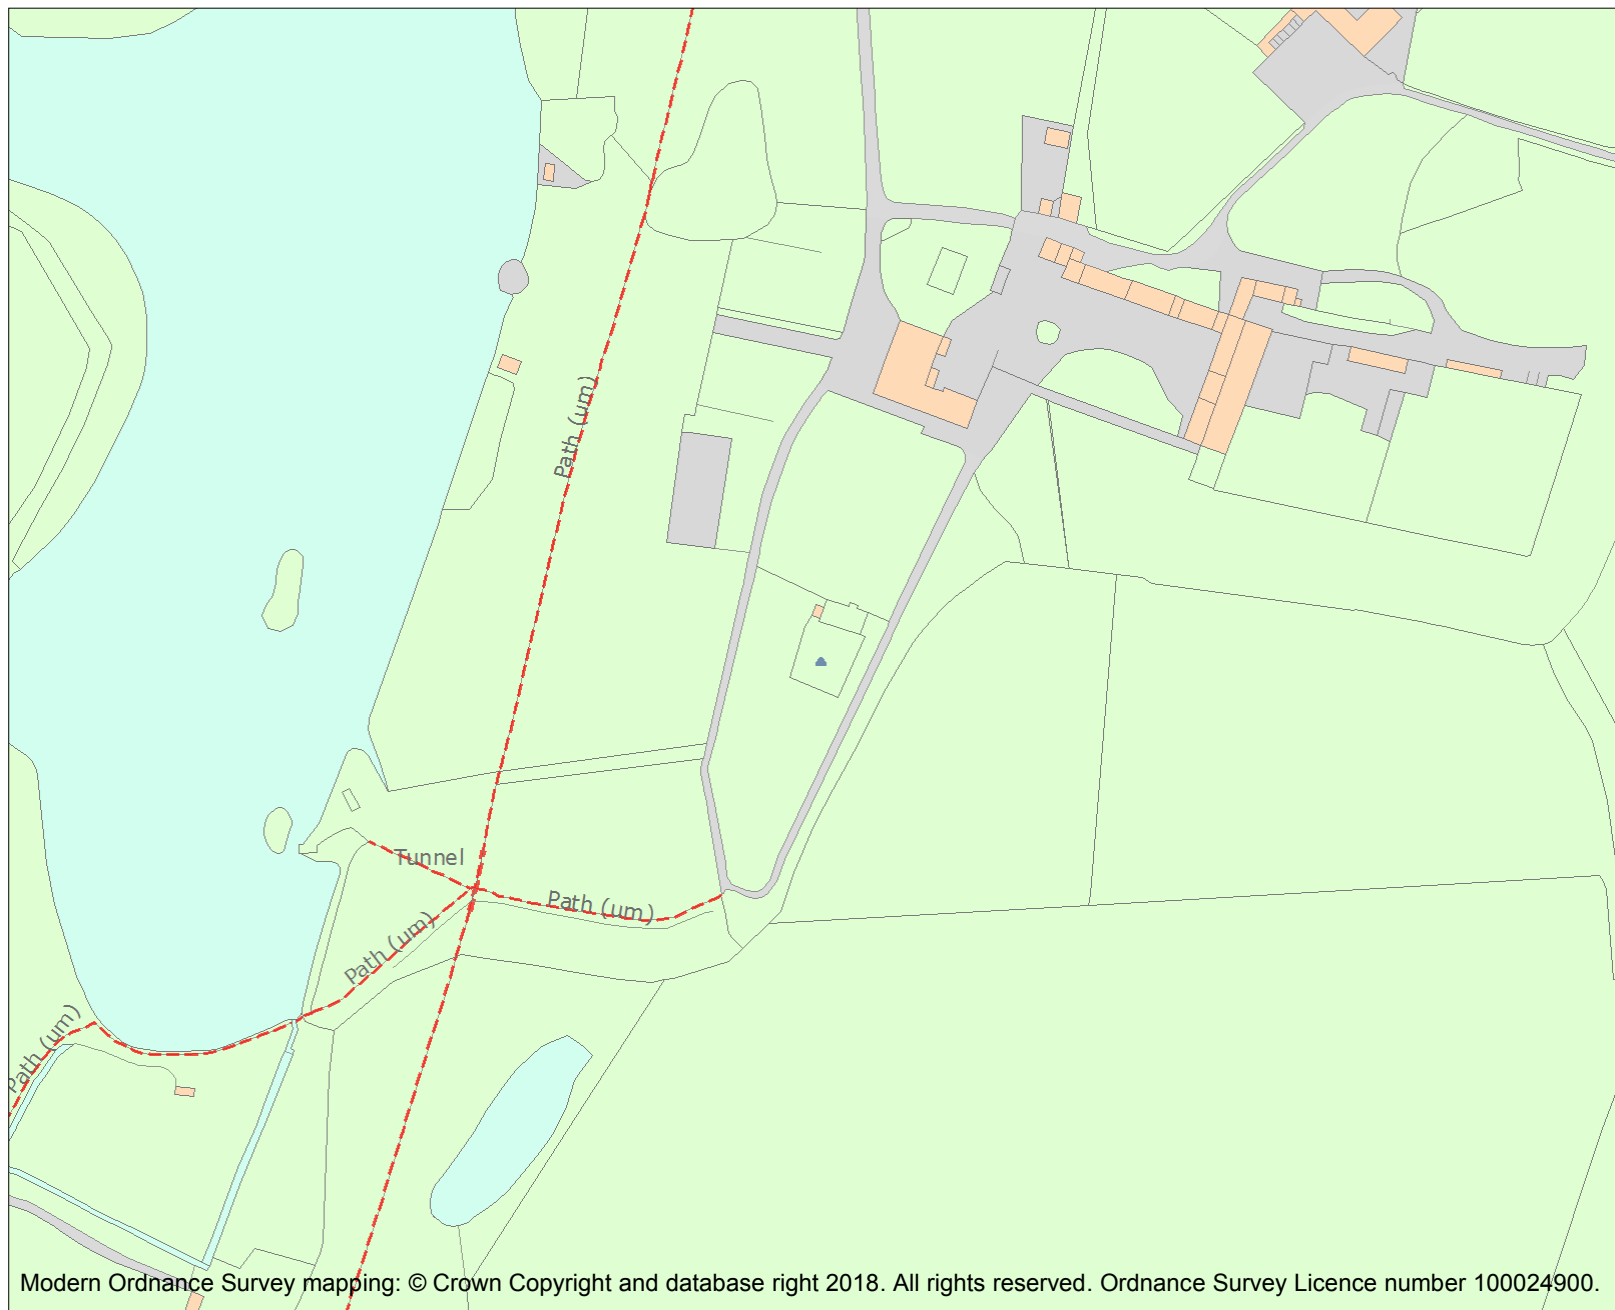 Path (um)
Tunnel
Path (um)
Path (um)
Path (um)
Modern Ordnance Survey mapping: © Crown Copyright and database right 2018. All rights reserved. Ordnance Survey Licence number 100024900.